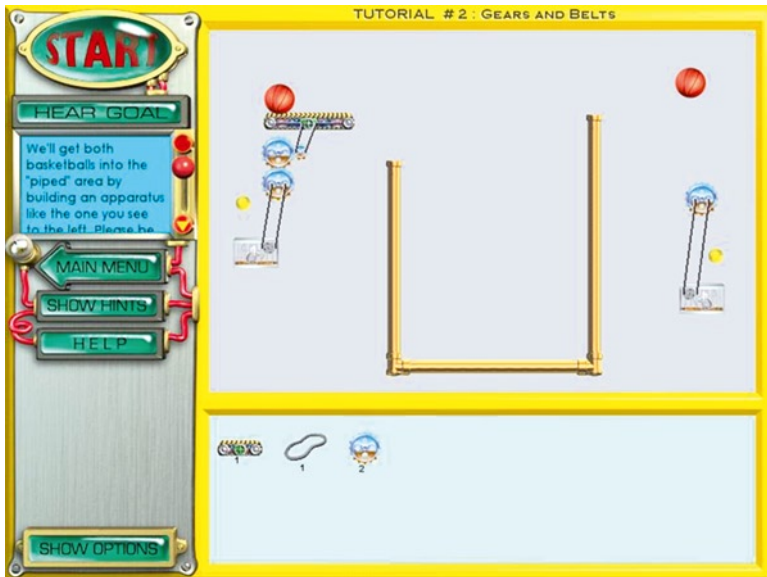 TUTORIAL # 2 : GEARS AND BELTS
START
HEAR GOAL
We'll get both
basketballs into the
"piped" area by
building an apparatus
like the one you see
to the left. Please be
MAIN MENU
SHOW HINTS
HELP
SHOW OPTIONS
1
1
2